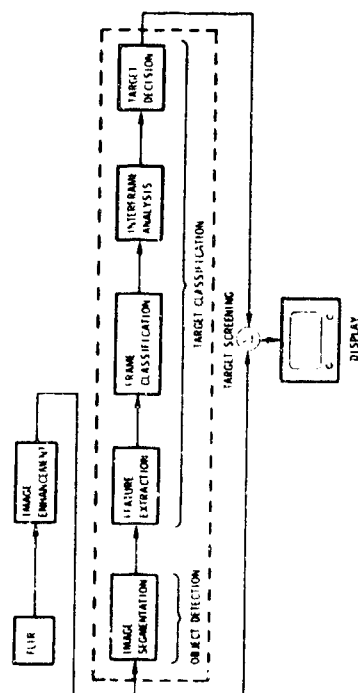 FLIR
IMAGE
ENHANCEMENT
IMAGE
SEGMENTATION
FEATURE
EXTRACTION
FRAME
CLASSIFICATION
INTERFRAME
ANALYSIS
TARGET
DECISION
OBJECT DETECTION
TARGET CLASSIFICATION
TARGET SCREENING
DISPLAY